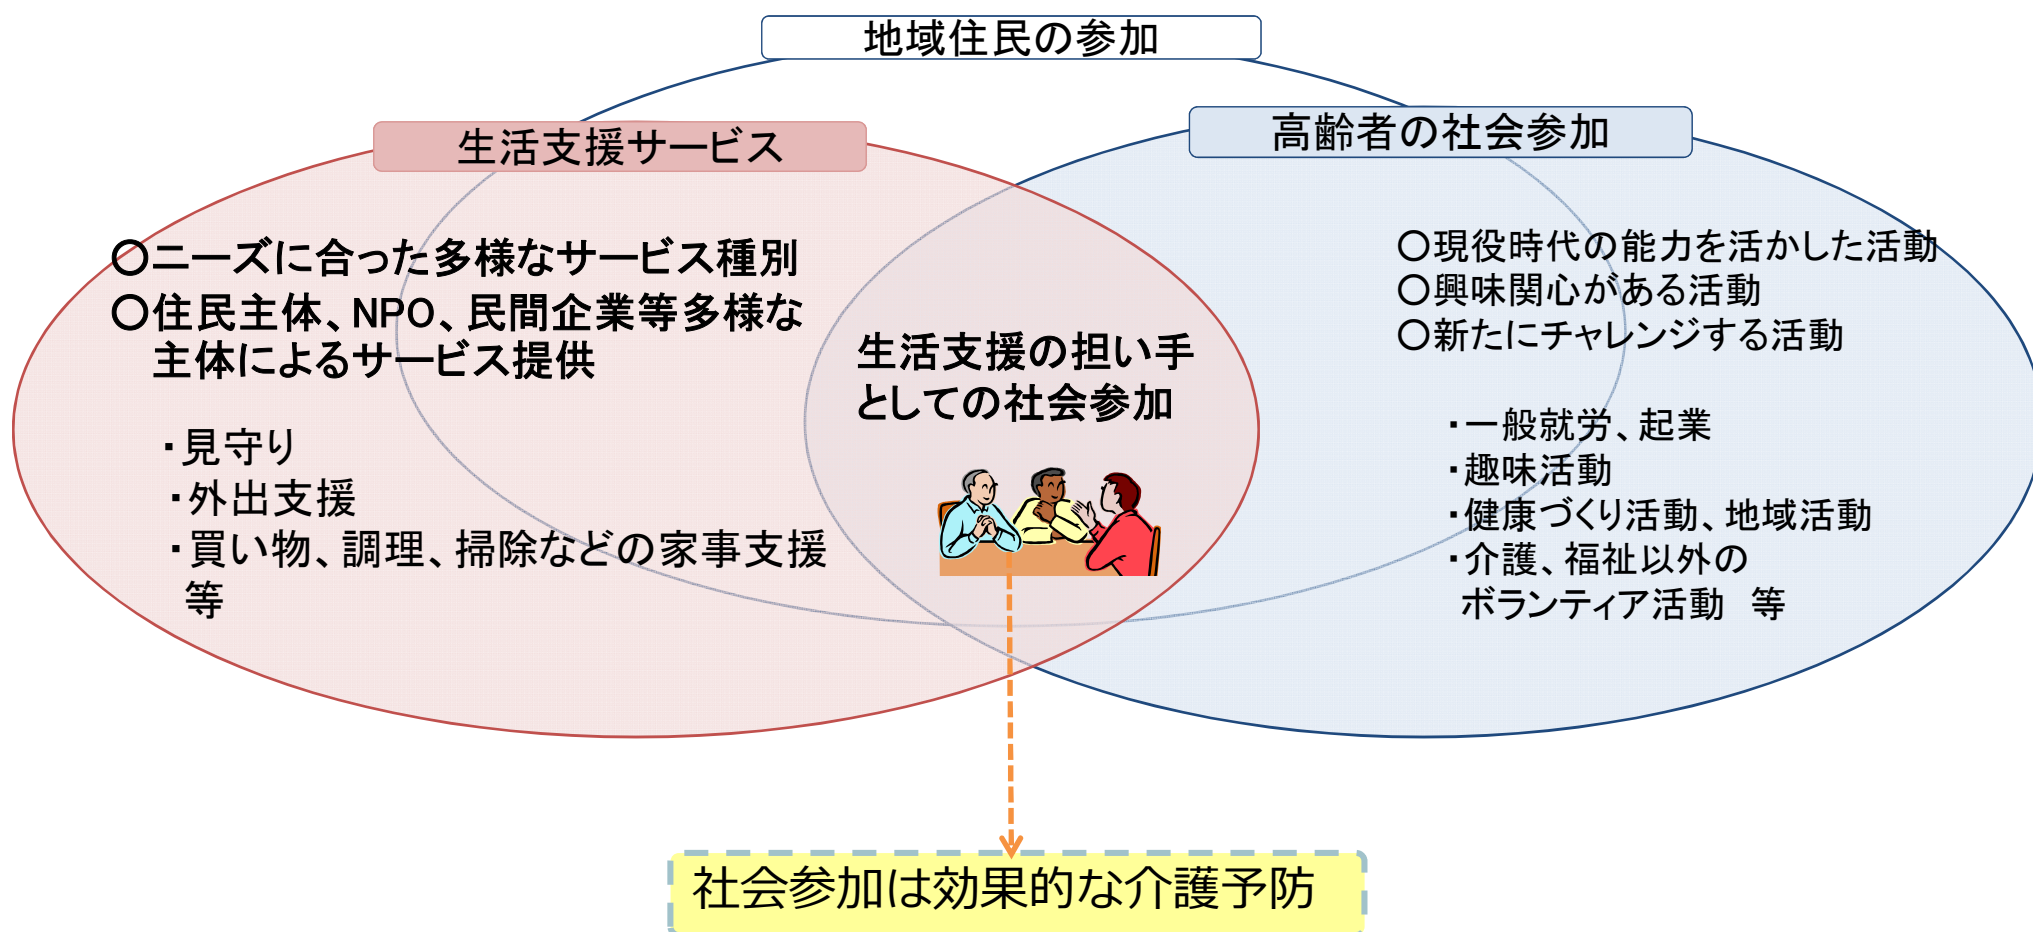 地域住民の参加
生活支援サービス
高齢者の社会参加
〇ニーズに合った多様なサービス種別
〇住民主体、NPO、民間企業等多様な
主体によるサービス提供
・見守り
・外出支援
・買い物、調理、掃除などの家事支援
等
生活支援の担い手
としての社会参加
〇現役時代の能力を活かした活動
〇興味関心がある活動
〇新たにチャレンジする活動
・一般就労、起業
・趣味活動
・健康づくり活動、地域活動
・介護、福祉以外の
ボランティア活動　等
社会参加は効果的な介護予防